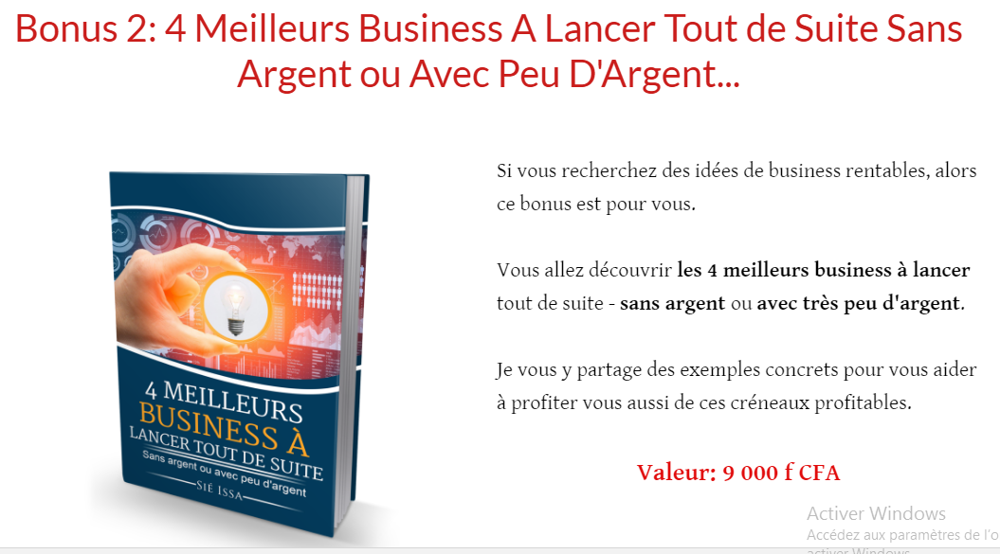 Bonus 2: 4 Meilleurs Business A Lancer Tout de Suite Sans
Argent ou Avec Peu D'Argent...
Si vous recherchez des idées de business rentables, alors
ce bonus est pour vous.
Vous allez découvrir les 4 meilleurs business à lancer
tout de suite - sans argent ou avec très peu d'argent.
Je vous y partage des exemples concrets pour vous aider
à profiter vous aussi de ces créneaux profitables.
Valeur: 9 000 f CFA
4 MEILLEURS
BUSINESS À
LANCER TOUT DE SUITE
Sans argent ou avec peu d'argent
SIÉ ISSA
Activer Windows
Accédez aux paramètres de l'o
activer Windows